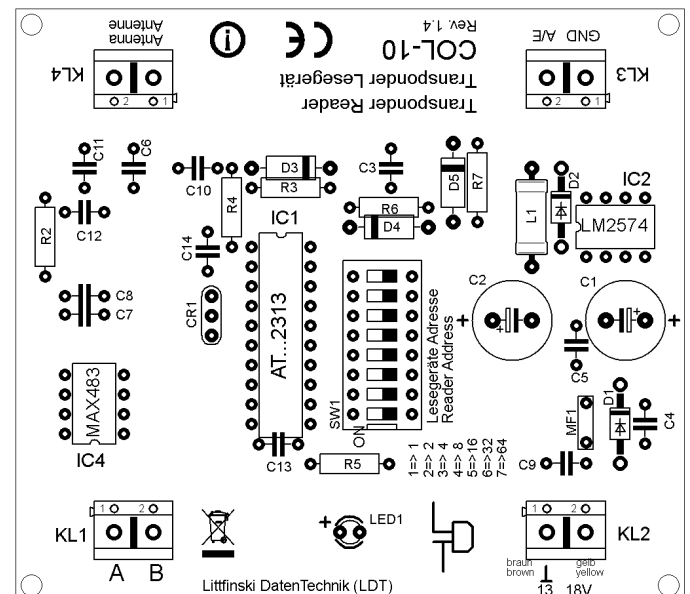 Antenne
Antenna
KL4
2 1
Rev. 1.4
COL-10
Transponder Lesegerät
Transponder Reader
A/E GND
KL3
2 1
C11
C6
C10
D3
R3
R4
C3
D5
R7
L1
D2
IC2
LM2574
R2
C12
IC1
R6
D4
C14
C8
C7
CR1
AT...2313
SW1
ON
Lesegeräte Adresse
Reader Address
C2
C1
+
+
+
+
C5
MAX483
IC4
C13
R5
1=> 1
2=> 2
3=> 4
4=> 8
5=>16
6=>32
7=>64
MF1
D1
C4
C9
KL1
1 2
A B
+
LED1
KL2
1 2
braun gelb
brown yellow
13 18V
Littfinski DatenTechnik (LDT)